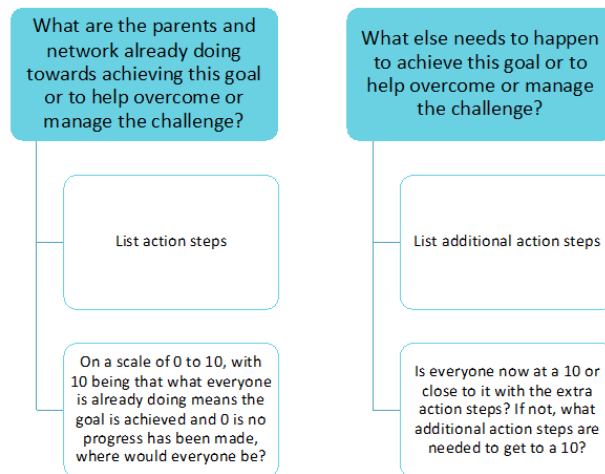 What are the parents and
network already doing
towards achieving this goal
or to help overcome or
manage the challenge?
List action steps
On a scale of 0 to 10, with
10 being that what everyone
is already doing means the
goal is achieved and 0 is no
progress has been made,
where would everyone be?
What else needs to happen
to achieve this goal or to
help overcome or manage
the challenge?
List additional action steps
Is everyone now at a 10 or
close to it with the extra
action steps? If not, what
additional action steps are
needed to get to a 10?